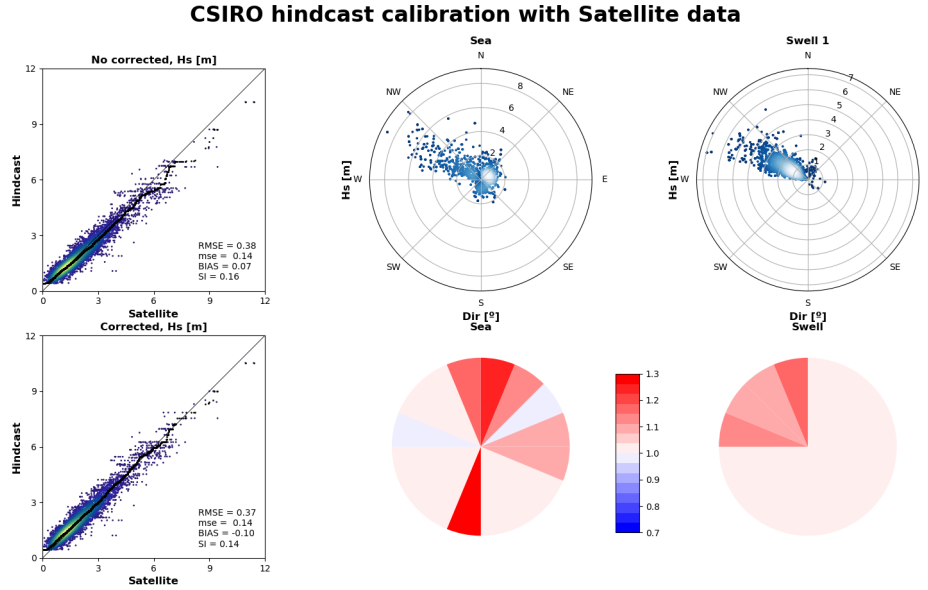 CSIRO hindcast calibration with Satellite data
No corrected, Hs [m]
12
9
6
3
0
0 3 6 9 12
Hindcast
Satellite
RMSE = 0.38
mse = 0.14
BIAS = 0.07
SI = 0.16
Sea
N
NE
E
SE
S
SW
W
NW
2
4
6
8
Hs [m]
Dir [º]
Swell 1
N
NE
E
SE
S
SW
W
NW
1
2
3
4
5
6
7
Hs [m]
Dir [º]
Corrected, Hs [m]
12
9
6
3
0
0 3 6 9 12
Hindcast
Satellite
RMSE = 0.37
mse = 0.14
BIAS = -0.10
SI = 0.14
Sea
1.3
1.2
1.1
1.0
0.9
0.8
0.7
Swell